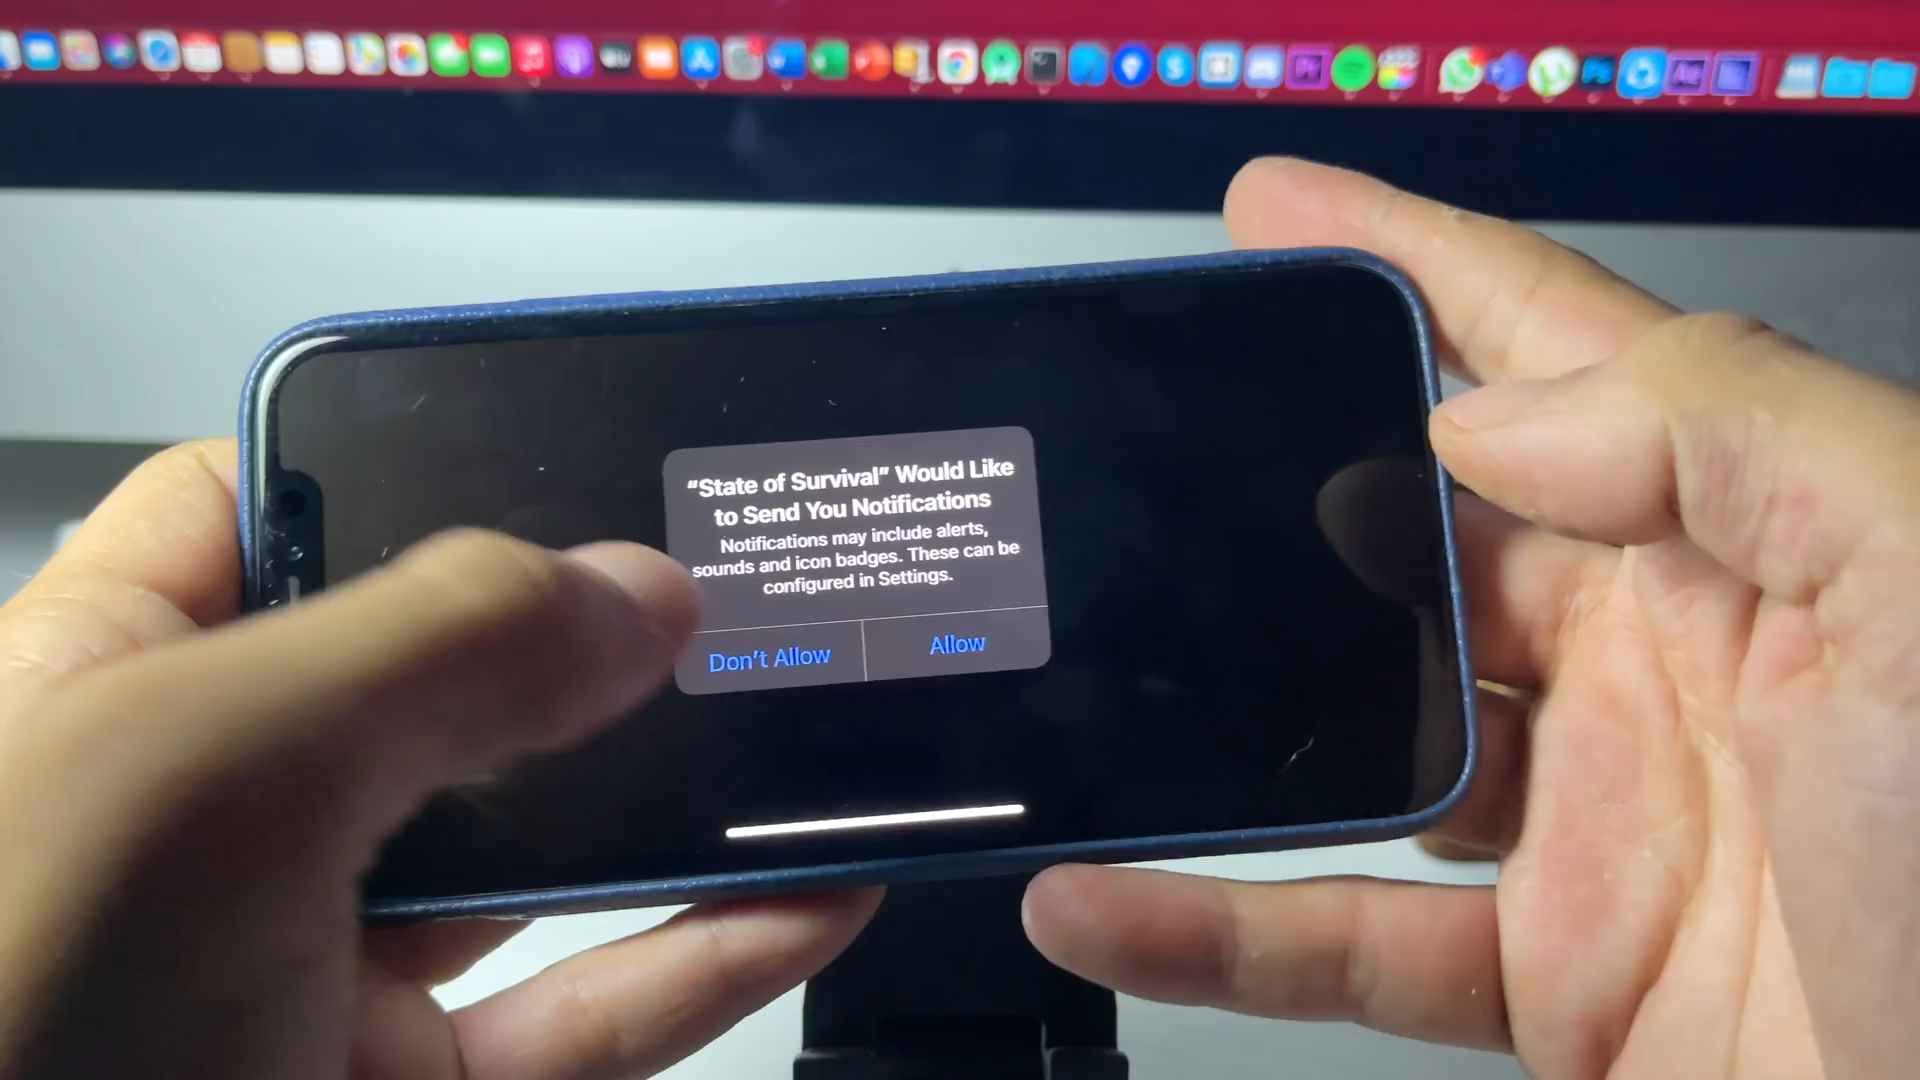 “State of Survival” Would Like
to Send You Notifications
Notifications may include alerts,
sounds and icon badges. These can be
configured in Settings.
Don’t Allow
Allow